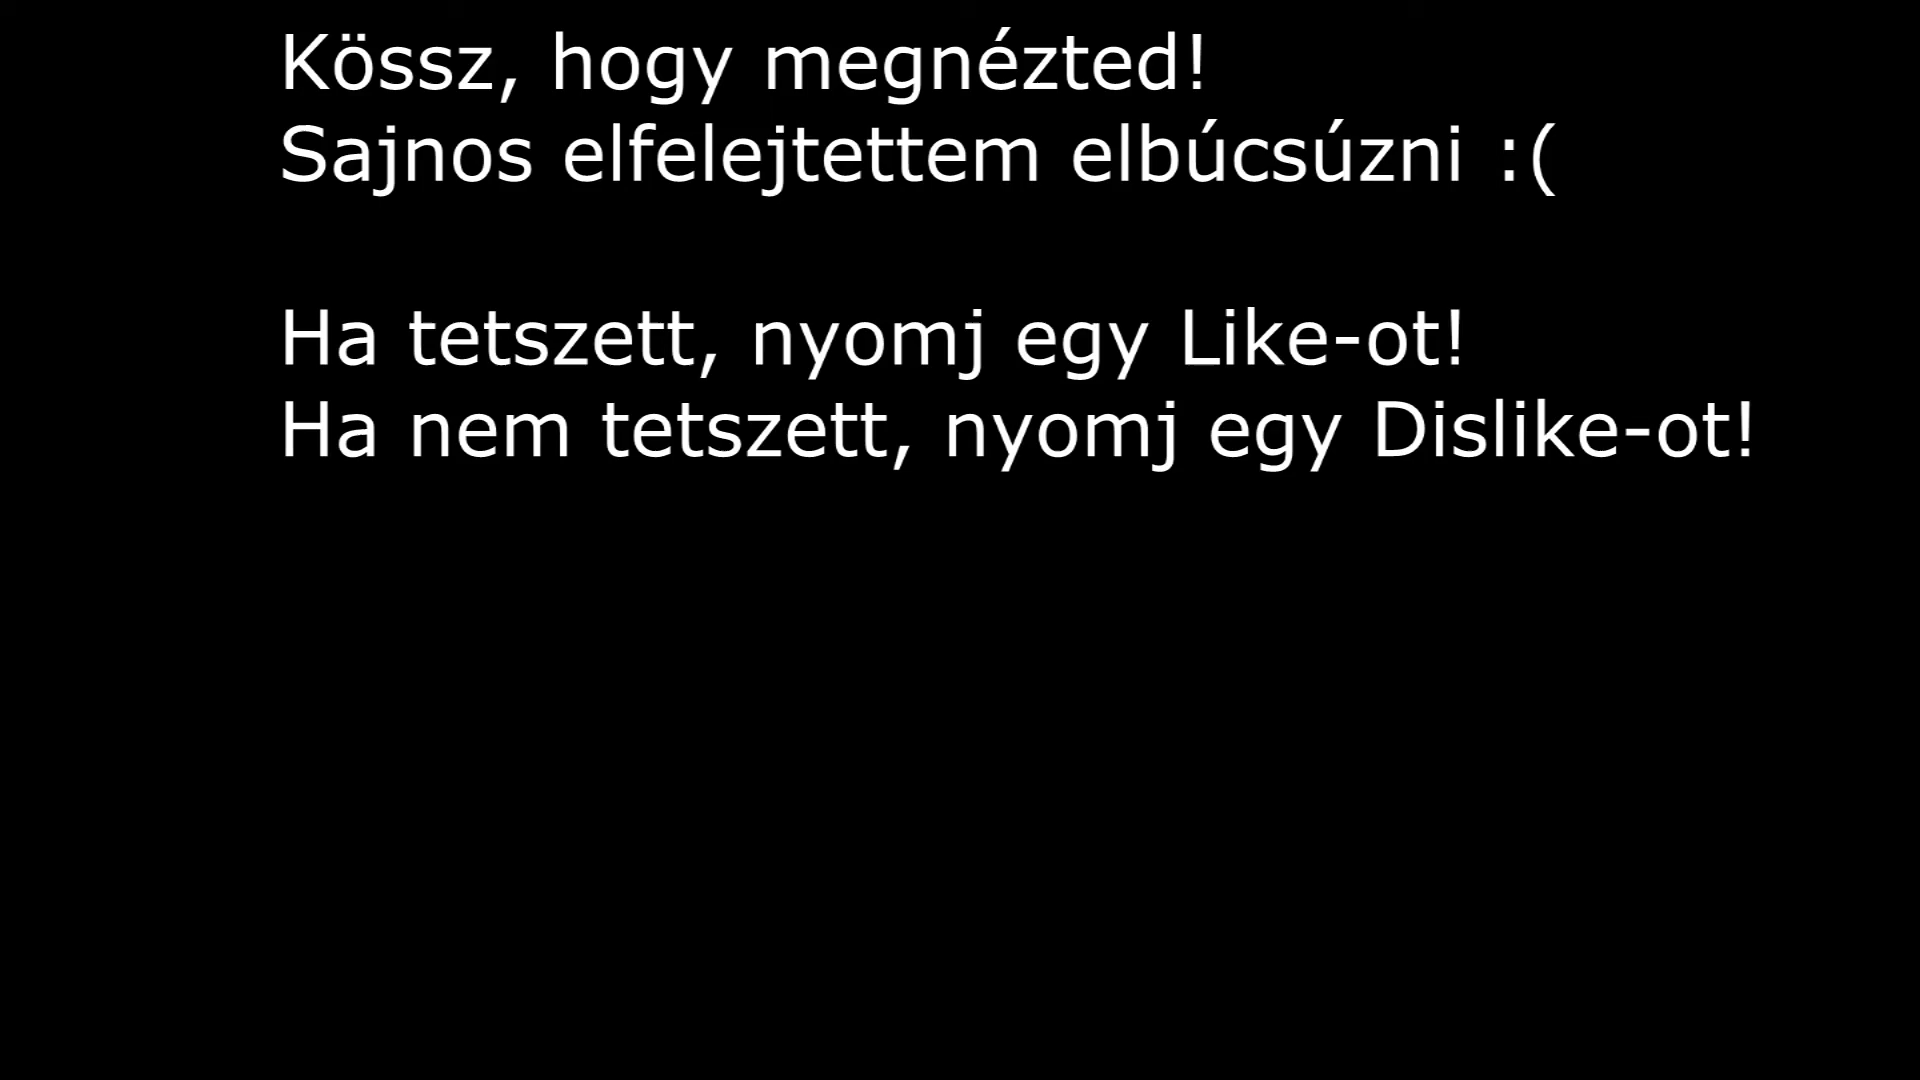 Kössz, hogy megnézted!
Sajnos elfelejtettem elbúcsúzni :(
Ha tetszett, nyomj egy Like-ot!
Ha nem tetszett, nyomj egy Dislike-ot!